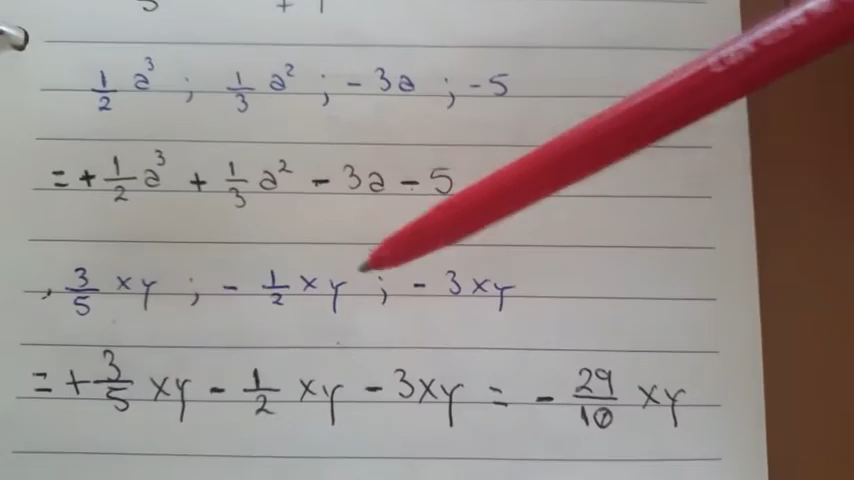 1/2 a³ ; 1/3 a² ; - 3a ; - 5
= + 1/2 a³ + 1/3 a² - 3a - 5
, 3/5 xy ; - 1/2 xy ; - 3xy
= + 3/5 xy - 1/2 xy - 3xy = - 29/10 xy